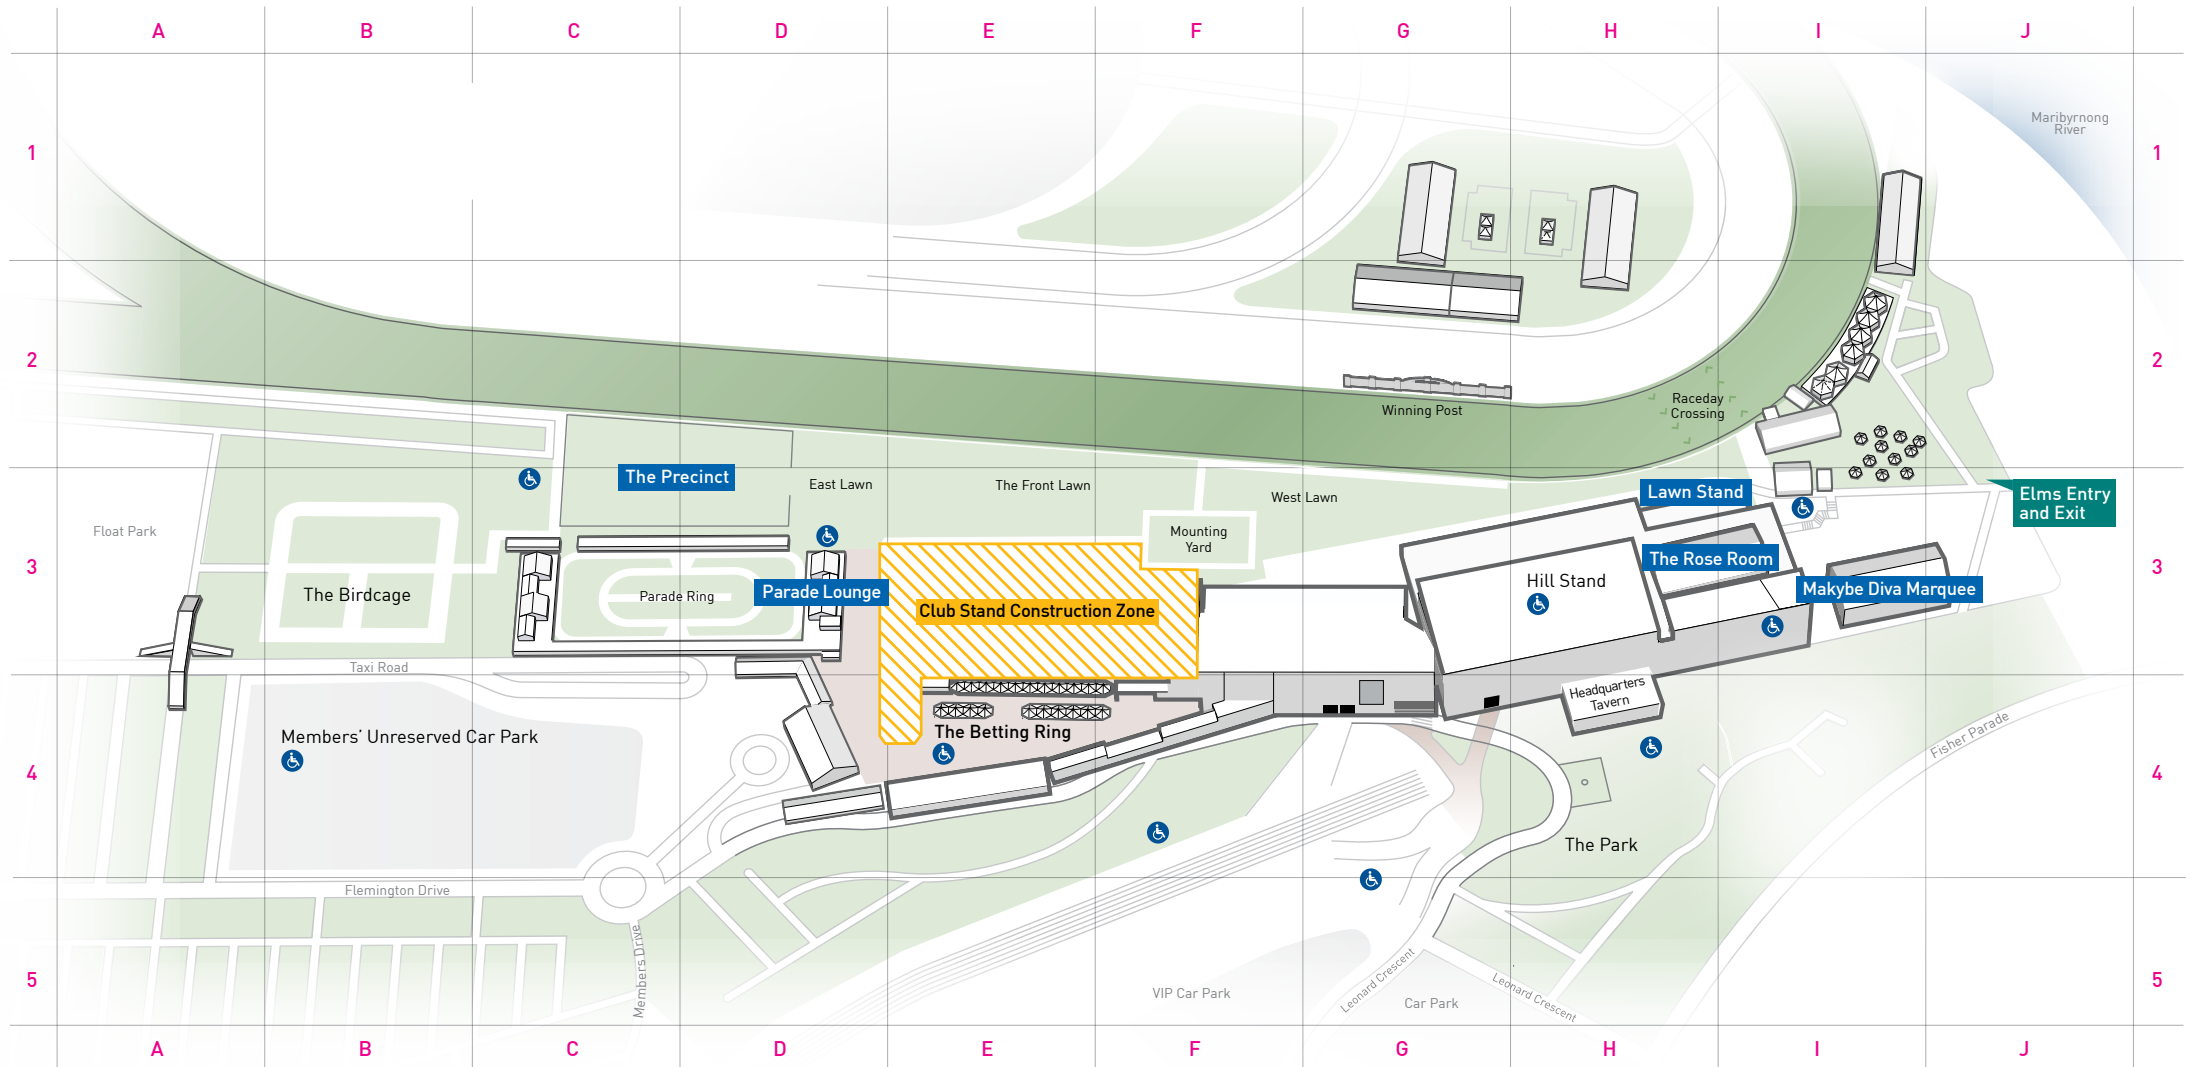 A B C D E F G H I J
Maribyrnong
River
1 1
2 2
Raceday
Crossing
Winning Post
The Precinct
East Lawn
The Front Lawn
West Lawn
Lawn Stand
Elms Entry
and Exit
Float Park
Mounting
Yard
The Rose Room
3 3
Hill Stand
The Birdcage
Parade Ring
Parade Lounge
Makybe Diva Marquee
Club Stand Construction Zone
Taxi Road
Headquarters
Tavern
Members’ Unreserved Car Park
The Betting Ring
Fisher Parade
4 4
The Park
Flemington Drive
Members Drive
5 5
VIP Car Park
Leonard Crescent
Car Park
Leonard Crescent
A B C D E F G H I J